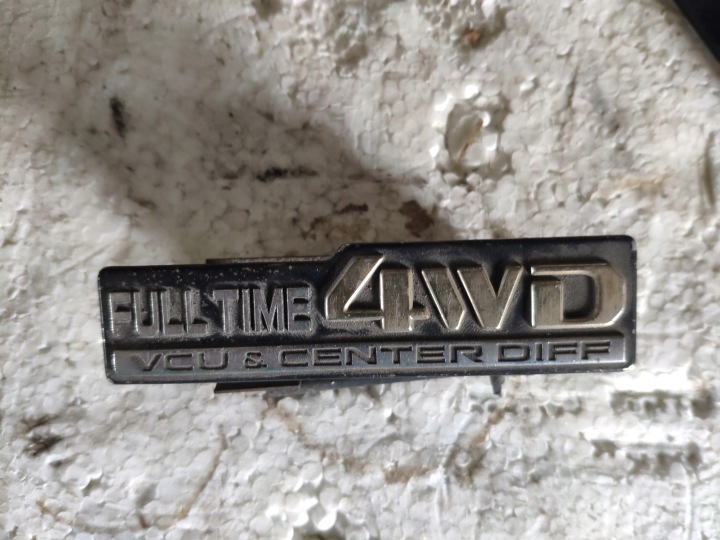 FULL TIME 4WD
VCU & CENTER DIFF